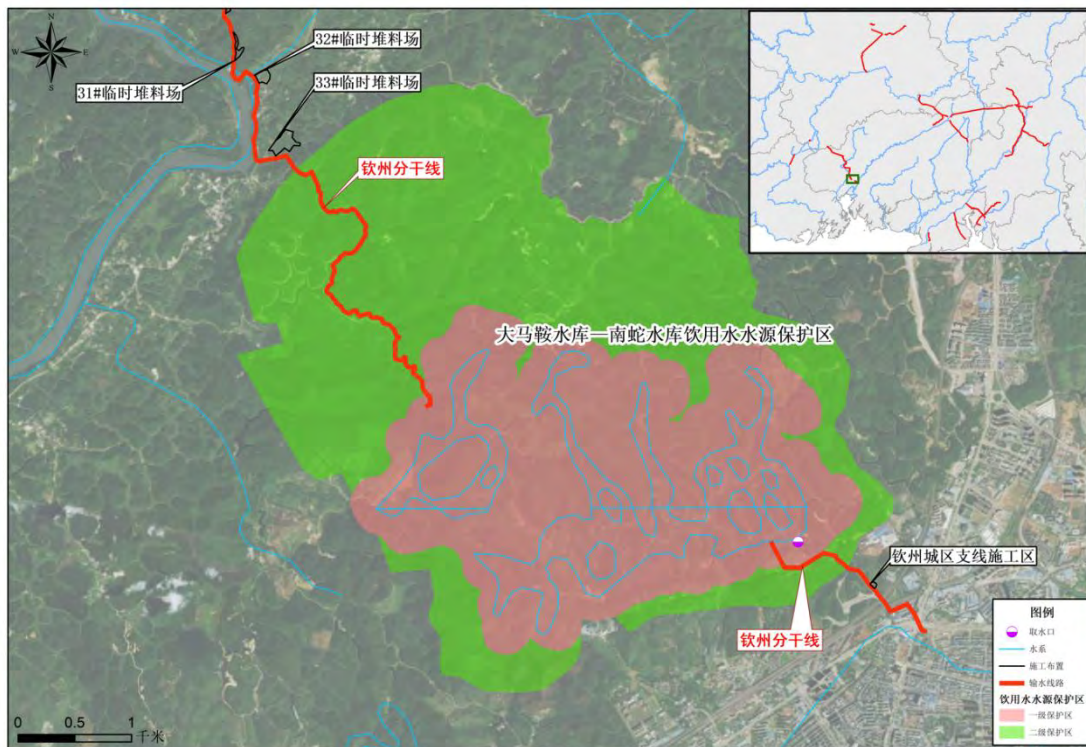 N
W
E
S
32#临时堆料场
31#临时堆料场
33#临时堆料场
钦州分干线
大马鞍水库—南蛇水库饮用水水源保护区
钦州城区支线施工区
钦州分干线
图例
取水口
水系
施工布置
输水线路
饮用水水源保护区
一级保护区
二级保护区
0 0.5 1
千米